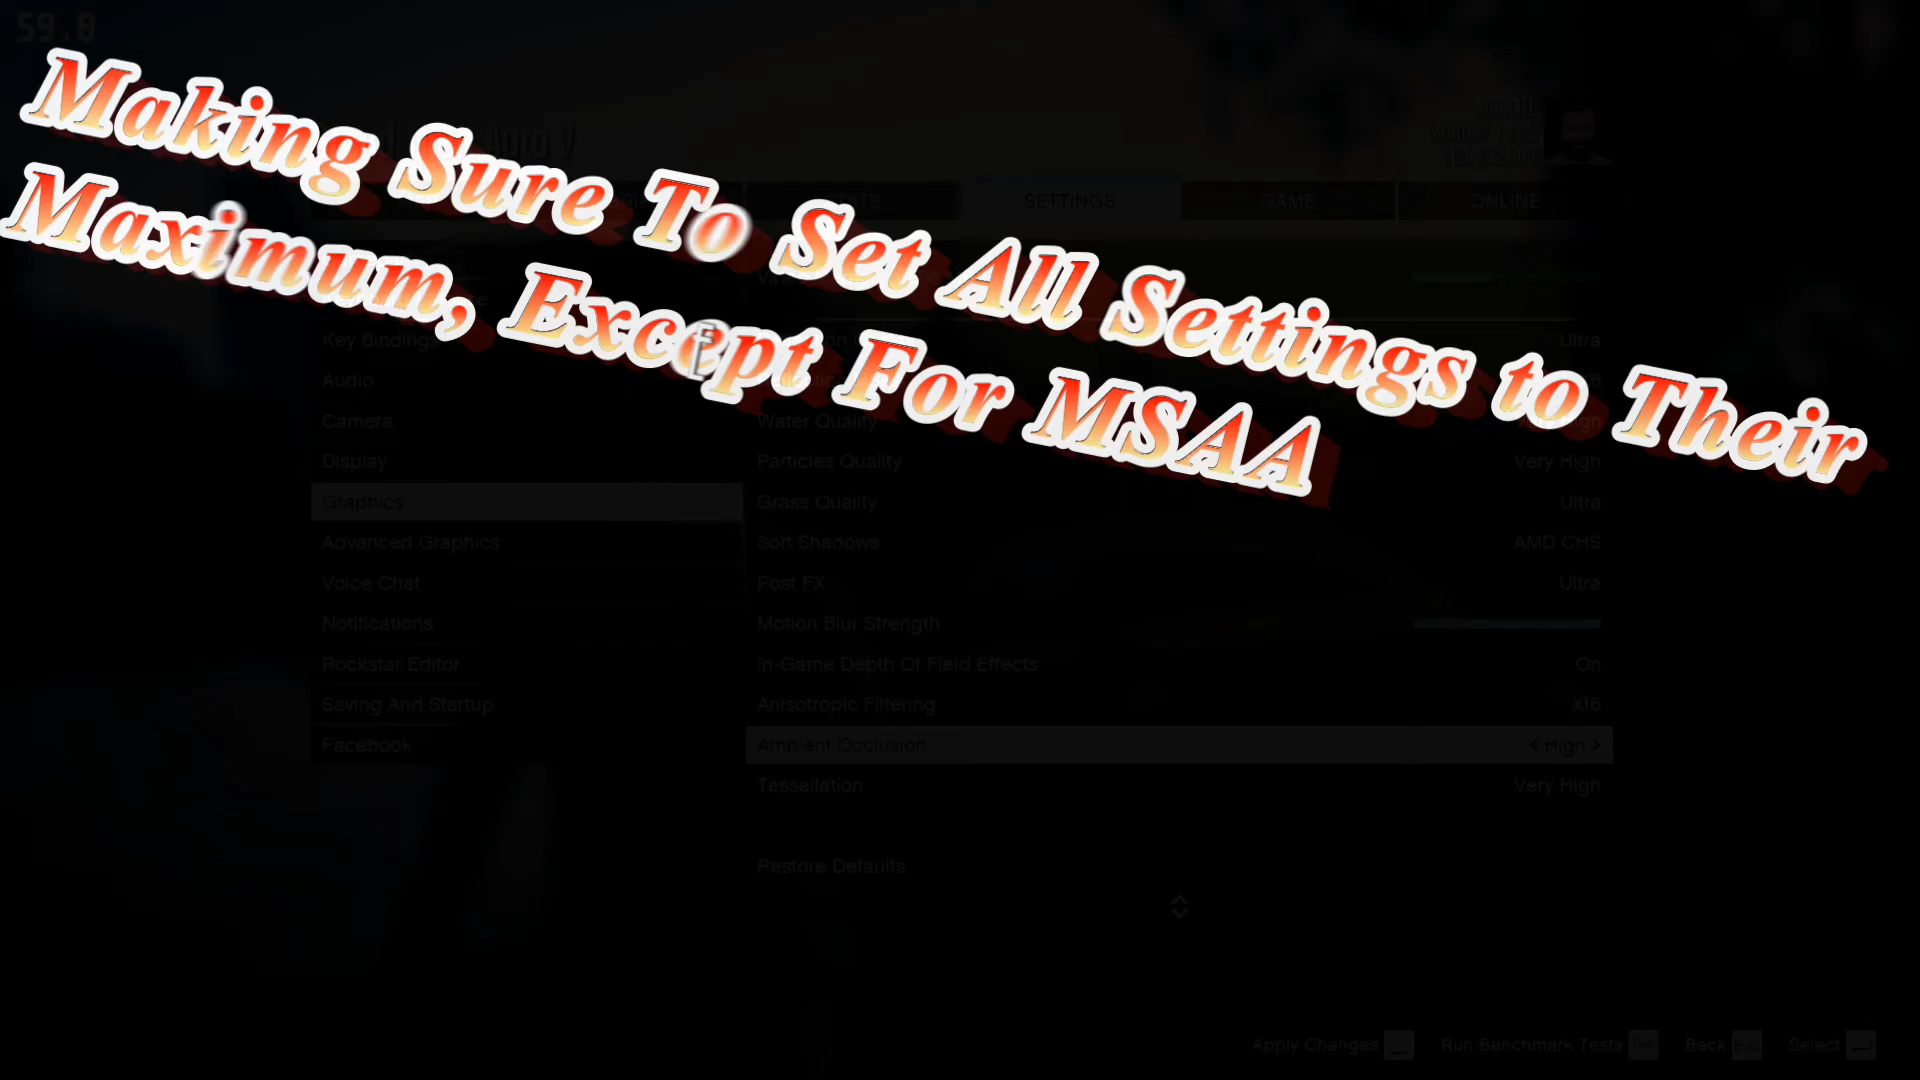 59.8
Making Sure To Set All Settings to Their
Maximum, Except For MSAA
Auto V
SETTINGS
GAME
ONLINE
Key Bindings
Ultra
Audio
Camera
Water Quality
Display
Particles Quality
Very High
Graphics
Grass Quality
Ultra
Advanced Graphics
Soft Shadows
AMD CHS
Voice Chat
Post FX
Ultra
Notifications
Motion Blur Strength
Rockstar Editor
In-Game Depth Of Field Effects
On
Saving And Startup
Anisotropic Filtering
X16
Facebook
Ambient Occlusion
< High >
Tessellation
Very High
Restore Defaults
Apply Changes
Run Benchmark Tests
Back
Select